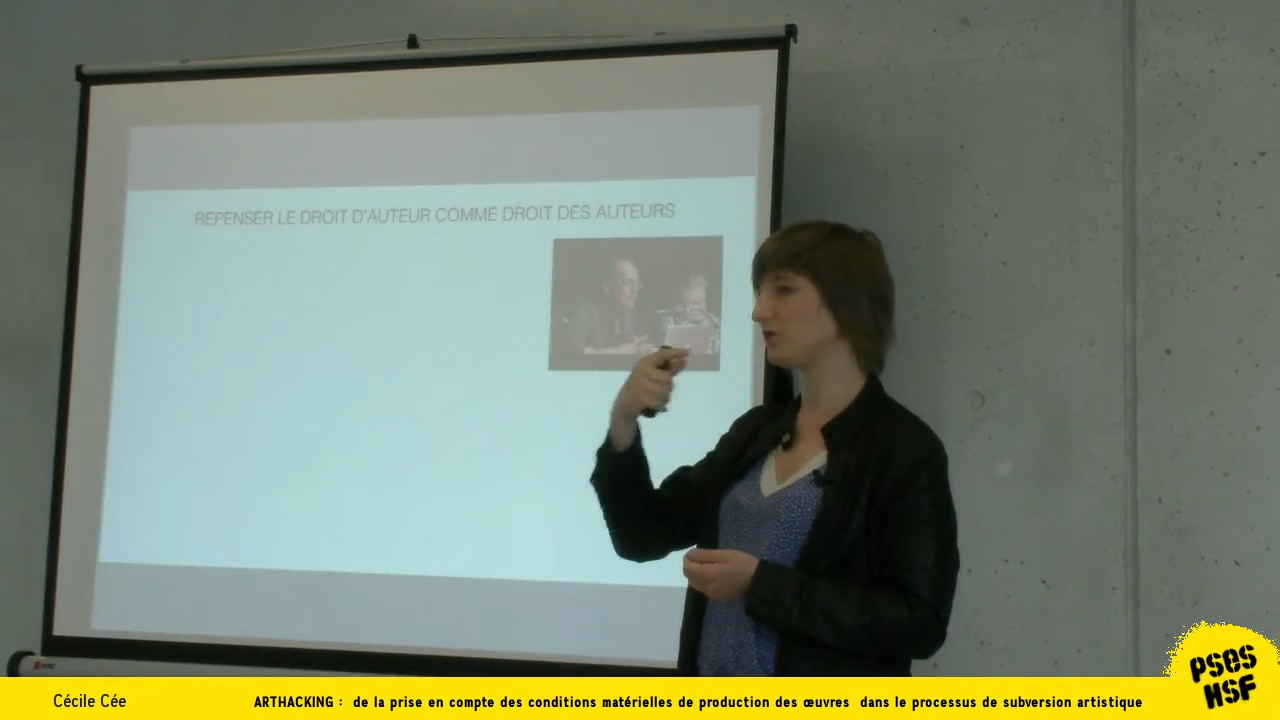 REPENSER LE DROIT D'AUTEUR COMME DROIT DES AUTEURS
PSES
HSF
Cécile Cée
ARTHACKING : de la prise en compte des conditions matérielles de production des œuvres dans le processus de subversion artistique